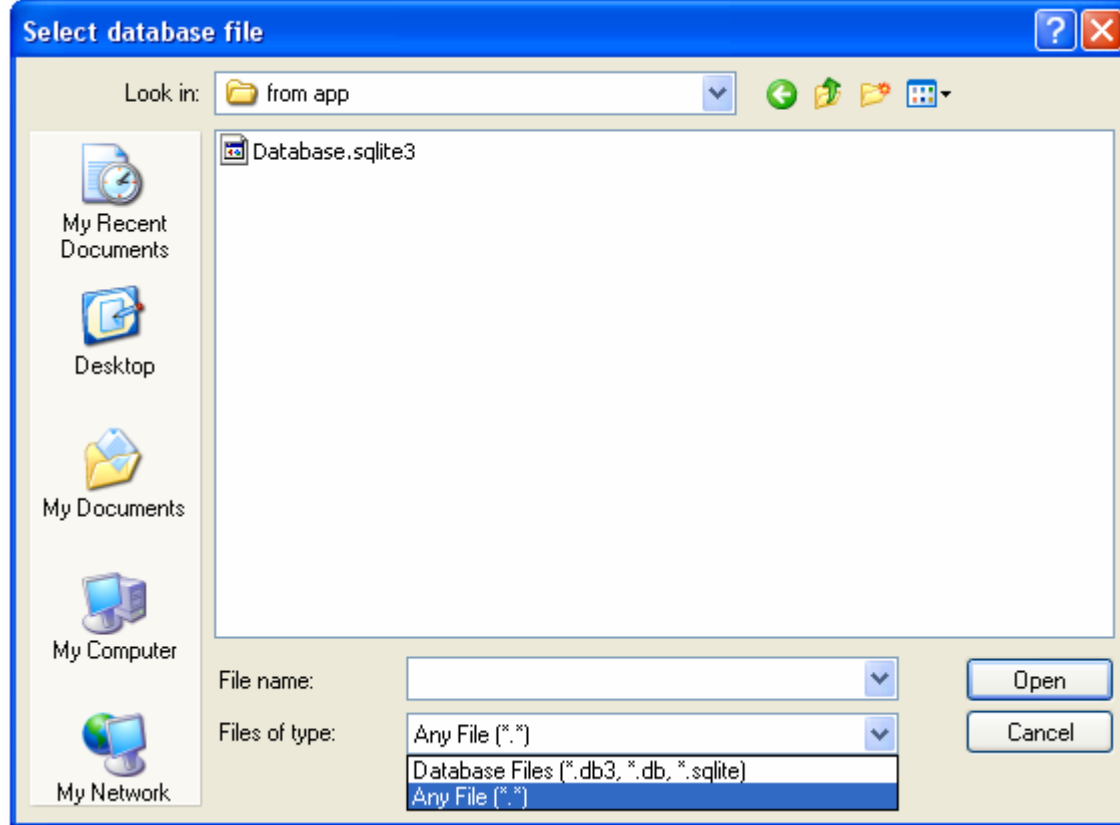 Select database file
Look in:
from app
Database.sqlite3
My Recent
Documents
Desktop
My Documents
My Computer
My Network
File name:
Open
Files of type:
Any File (*.*)
Cancel
Database Files (*.db3, *.db, *.sqlite)
Any File (*.*)